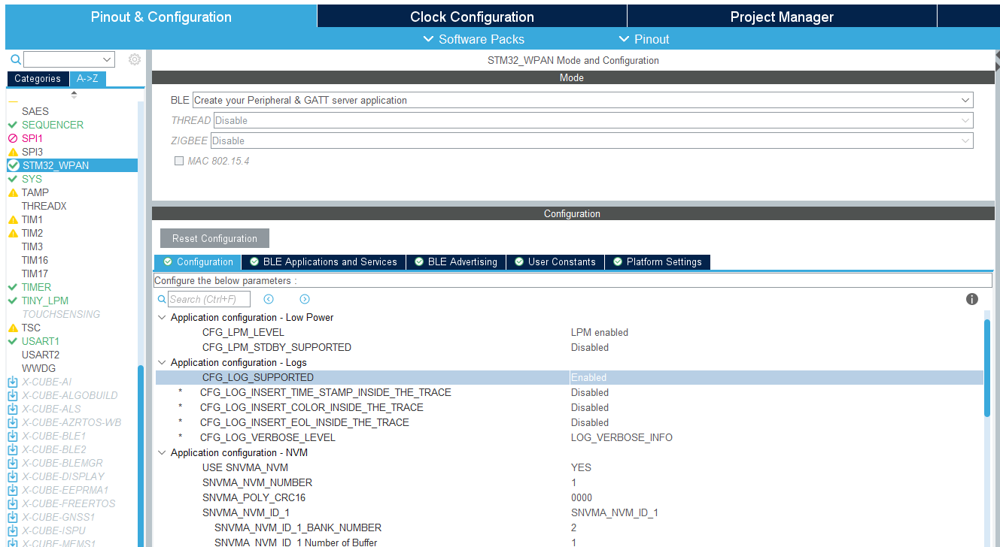 Pinout & Configuration
Clock Configuration
Project Manager
Software Packs
Pinout
STM32_WPAN Mode and Configuration
Categories
A->Z
Mode
SAES
SEQUENCER
SPI1
SPI3
STM32_WPAN
SYS
TAMP
THREADX
TIM1
TIM2
TIM3
TIM16
TIM17
TIMER
TINY_LPM
TOUCHSENSING
TSC
USART1
USART2
WWDG
X-CUBE-AI
X-CUBE-ALGOBUILD
X-CUBE-ALS
X-CUBE-AZRTOS-WB
X-CUBE-BLE1
X-CUBE-BLE2
X-CUBE-BLEMGR
X-CUBE-DISPLAY
X-CUBE-EEPRMA1
X-CUBE-FREERTOS
X-CUBE-GNSS1
X-CUBE-ISPU
X-CUBE-MEMS1
BLE Create your Peripheral & GATT server application
THREAD Disable
ZIGBEE Disable
MAC 802.15.4
Configuration
Reset Configuration
Configuration
BLE Applications and Services
BLE Advertising
User Constants
Platform Settings
Configure the below parameters :
Search (Ctrl+F)
Application configuration - Low Power
CFG_LPM_LEVEL LPM enabled
CFG_LPM_STDBY_SUPPORTED Disabled
Application configuration - Logs
CFG_LOG_SUPPORTED Enabled
* CFG_LOG_INSERT_TIME_STAMP_INSIDE_THE_TRACE Disabled
* CFG_LOG_INSERT_COLOR_INSIDE_THE_TRACE Disabled
* CFG_LOG_INSERT_EOL_INSIDE_THE_TRACE Disabled
* CFG_LOG_VERBOSE_LEVEL LOG_VERBOSE_INFO
Application configuration - NVM
USE SNVMA_NVM YES
SNVMA_NVM_NUMBER 1
SNVMA_POLY_CRC16 0000
SNVMA_NVM_ID_1 SNVMA_NVM_ID_1
SNVMA_NVM_ID_1_BANK_NUMBER 2
SNVMA_NVM_ID_1 Number of Buffer 1